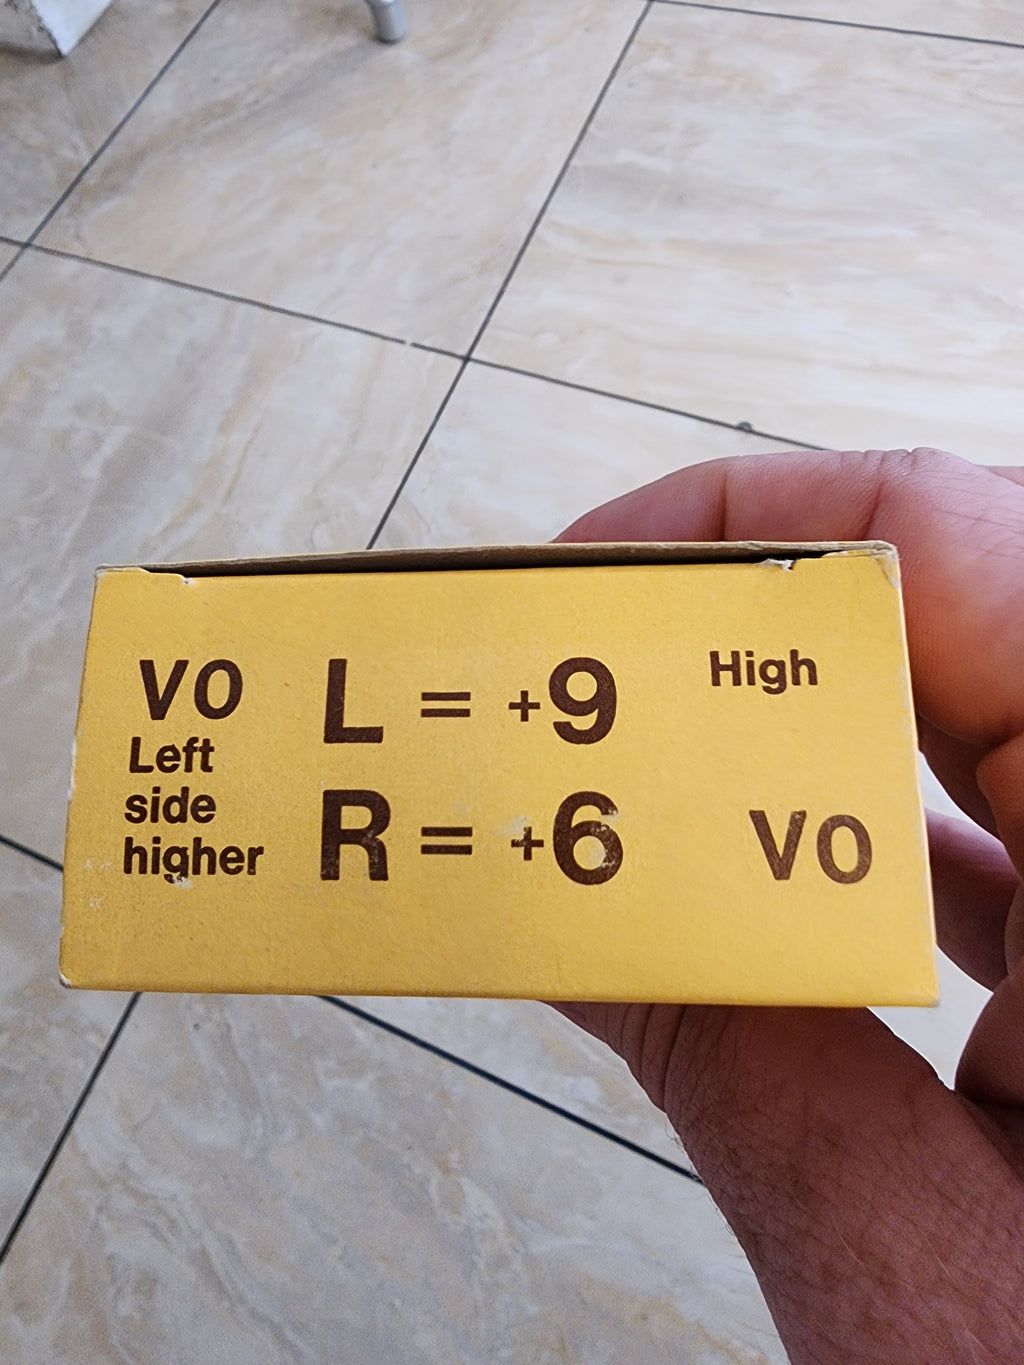 VO L = +9 High
Left
side
higher R = +6 VO